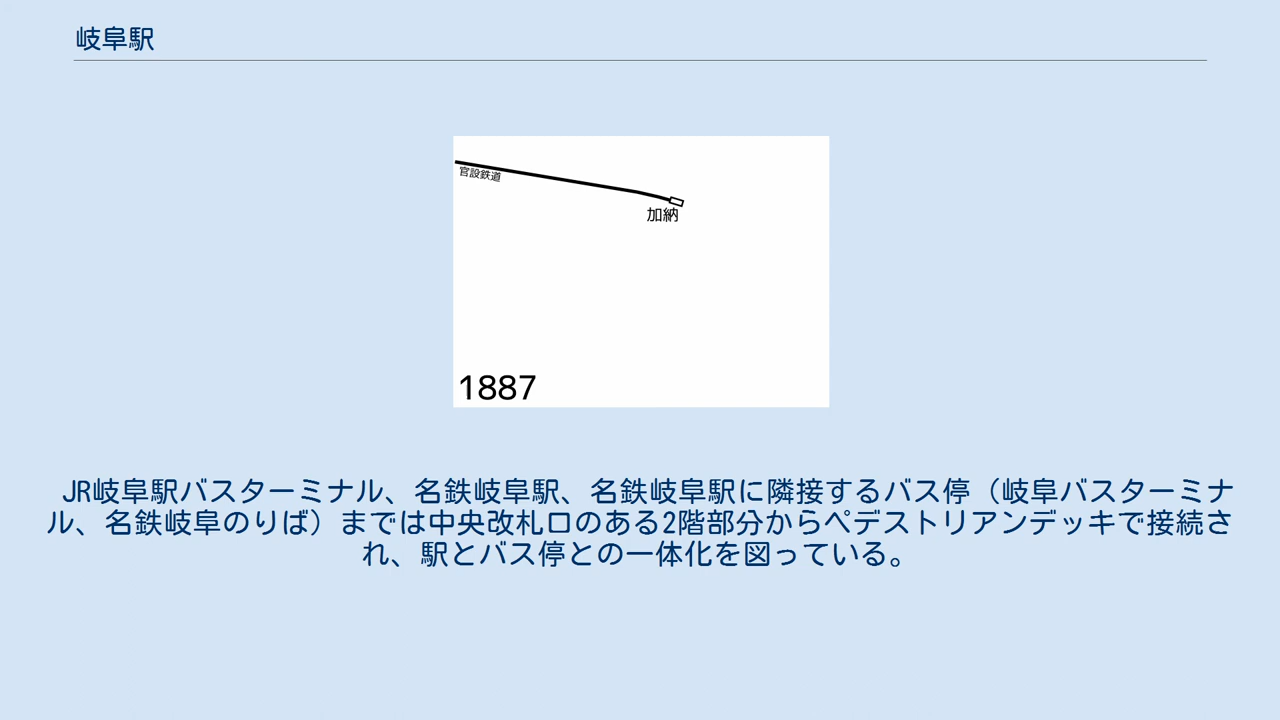 岐阜駅
官設鉄道
加納
1887
JR岐阜駅バスターミナル、名鉄岐阜駅、名鉄岐阜駅に隣接するバス停（岐阜バスターミナ
ル、名鉄岐阜のりば）までは中央改札口のある2階部分からペデストリアンデッキで接続さ
れ、駅とバス停との一体化を図っている。